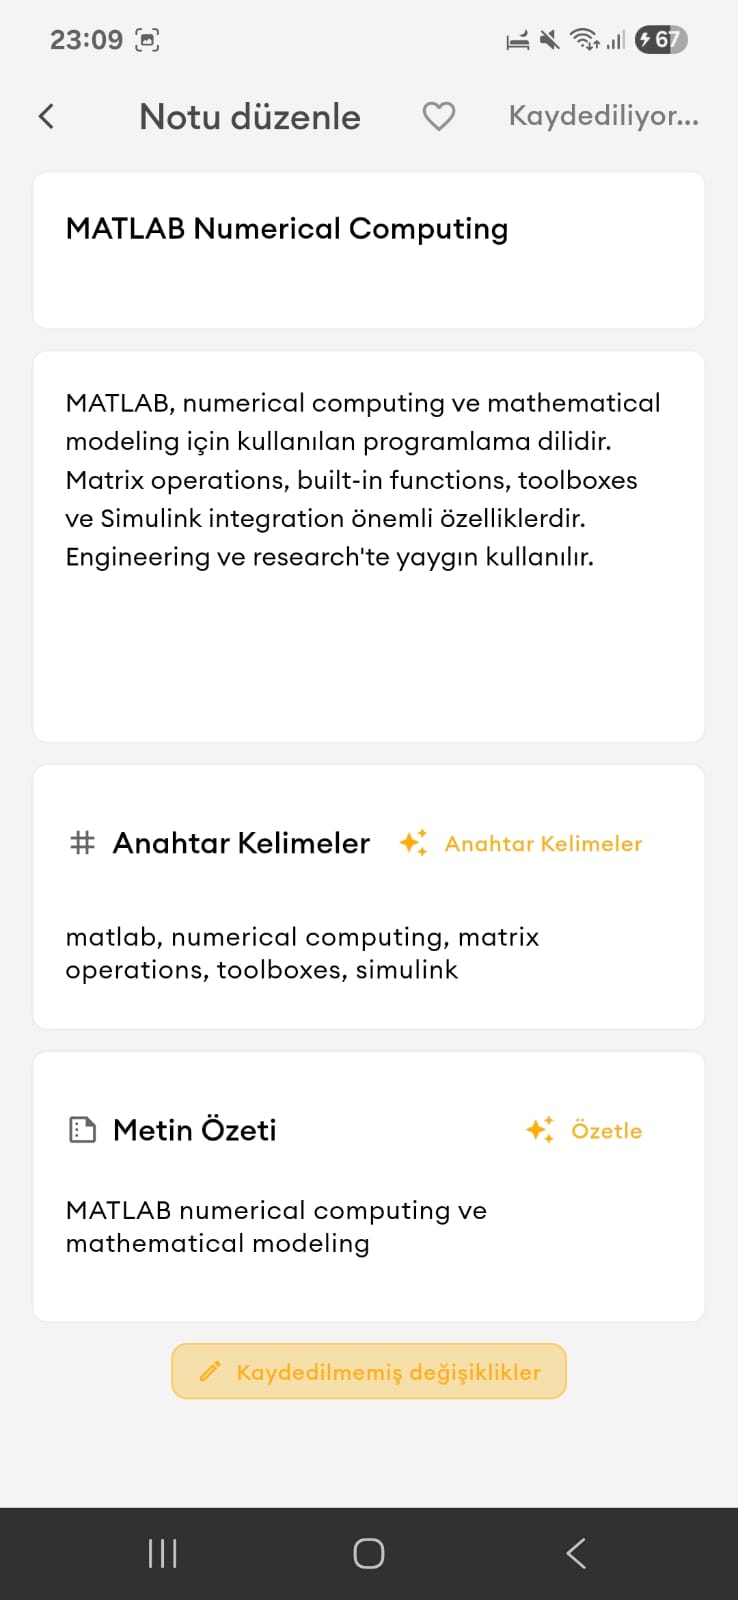 23:09
67
Notu düzenle
Kaydediliyor...
MATLAB Numerical Computing
MATLAB, numerical computing ve mathematical
modeling için kullanılan programlama dilidir.
Matrix operations, built-in functions, toolboxes
ve Simulink integration önemli özelliklerdir.
Engineering ve research'te yaygın kullanılır.
Anahtar Kelimeler
Anahtar Kelimeler
matlab, numerical computing, matrix
operations, toolboxes, simulink
Metin Özeti
Özetle
MATLAB numerical computing ve
mathematical modeling
Kaydedilmemiş değişiklikler